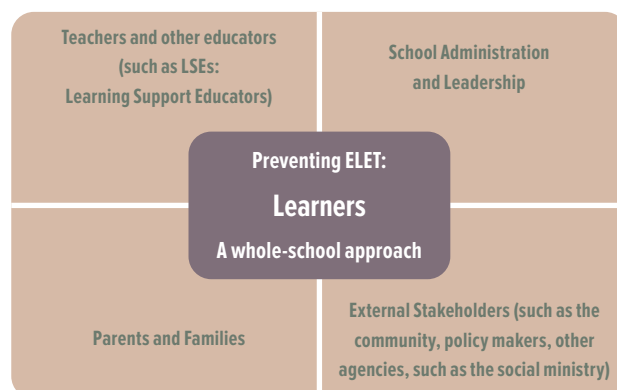 Teachers and other educators
(such as LSEs:
Learning Support Educators)
School Administration
and Leadership
Preventing ELET:
Learners
A whole-school approach
Parents and Families
External Stakeholders (such as the
community, policy makers, other
agencies, such as the social ministry)